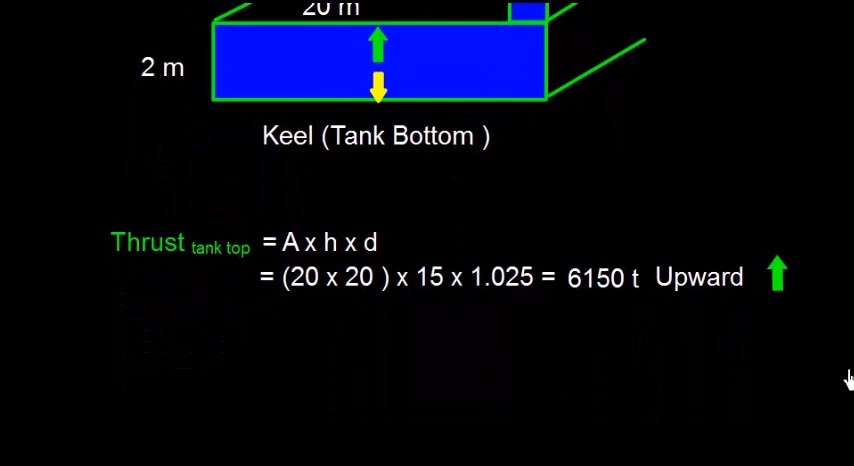 20 m
2 m
Keel (Tank Bottom )
Thrust tank top = A x h x d
= (20 x 20 ) x 15 x 1.025 = 6150 t Upward